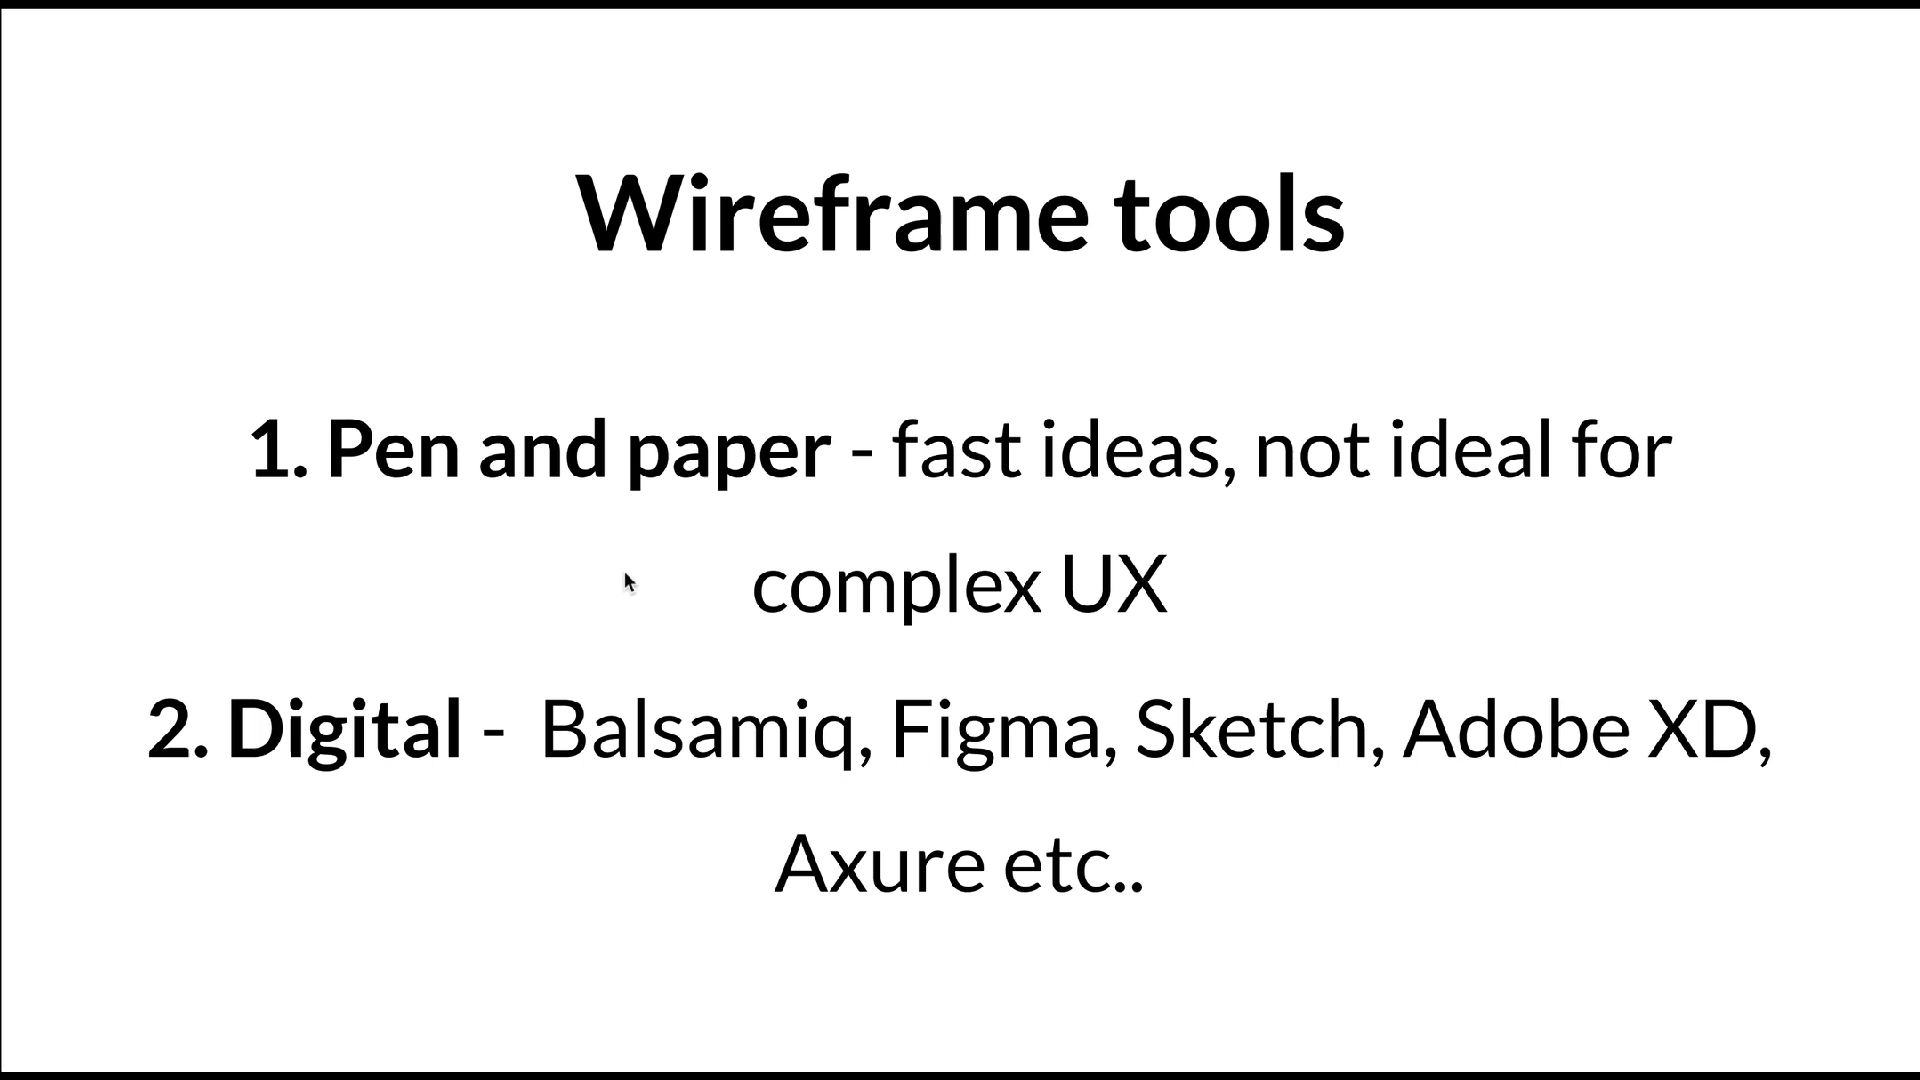 Wireframe tools
1. Pen and paper - fast ideas, not ideal for
complex UX
2. Digital -  Balsamiq, Figma, Sketch, Adobe XD,
Axure etc..